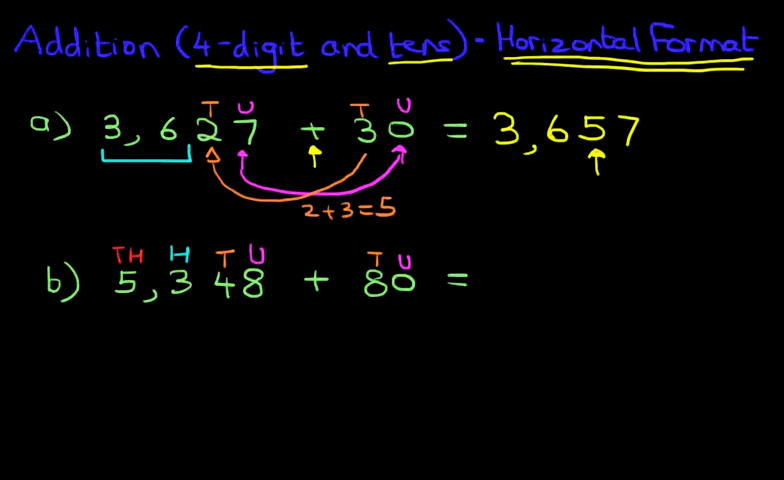 Addition (4-digit and tens) - Horizontal Format
T U T U
a) 3,627 + 30 = 3,657
2+3=5
TH H T U T U
b) 5,348 + 80 =